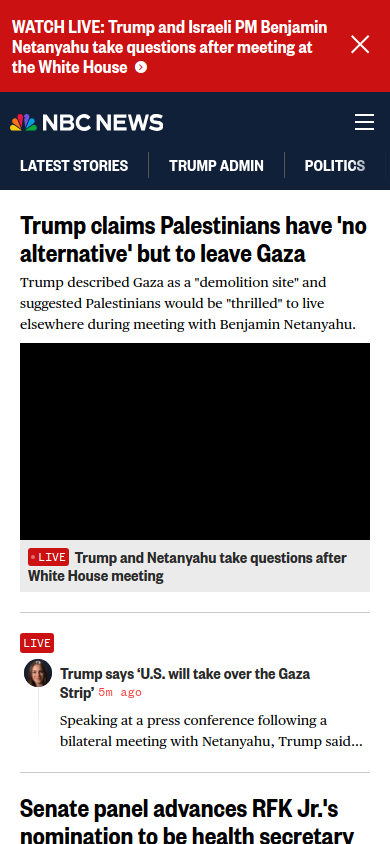 WATCH LIVE: Trump and Israeli PM Benjamin
Netanyahu take questions after meeting at
the White House
NBC NEWS
LATEST STORIES
TRUMP ADMIN
POLITICS
Trump claims Palestinians have 'no
alternative' but to leave Gaza
Trump described Gaza as a "demolition site" and
suggested Palestinians would be "thrilled" to live
elsewhere during meeting with Benjamin Netanyahu.
LIVE Trump and Netanyahu take questions after
White House meeting
LIVE
Trump says ‘U.S. will take over the Gaza
Strip’ 5m ago
Speaking at a press conference following a
bilateral meeting with Netanyahu, Trump said...
Senate panel advances RFK Jr.'s
nomination to be health secretary